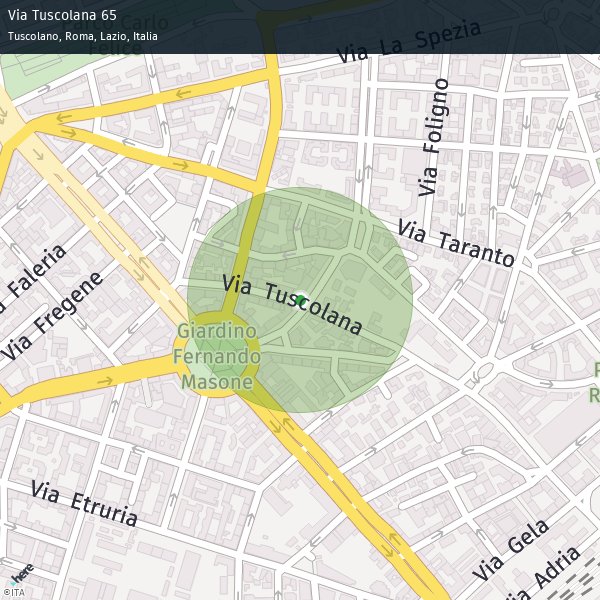 Via Tuscolana 65
Tuscolano, Roma, Lazio, Italia
Parco Carlo
Felice
Via La Spezia
Via Foligno
Via Taranto
Faleria
Via Fregene
Via Tuscolana
Giardino
Fernando
Masone
Via Etruria
Via Gela
Via Adria
here
©ITA